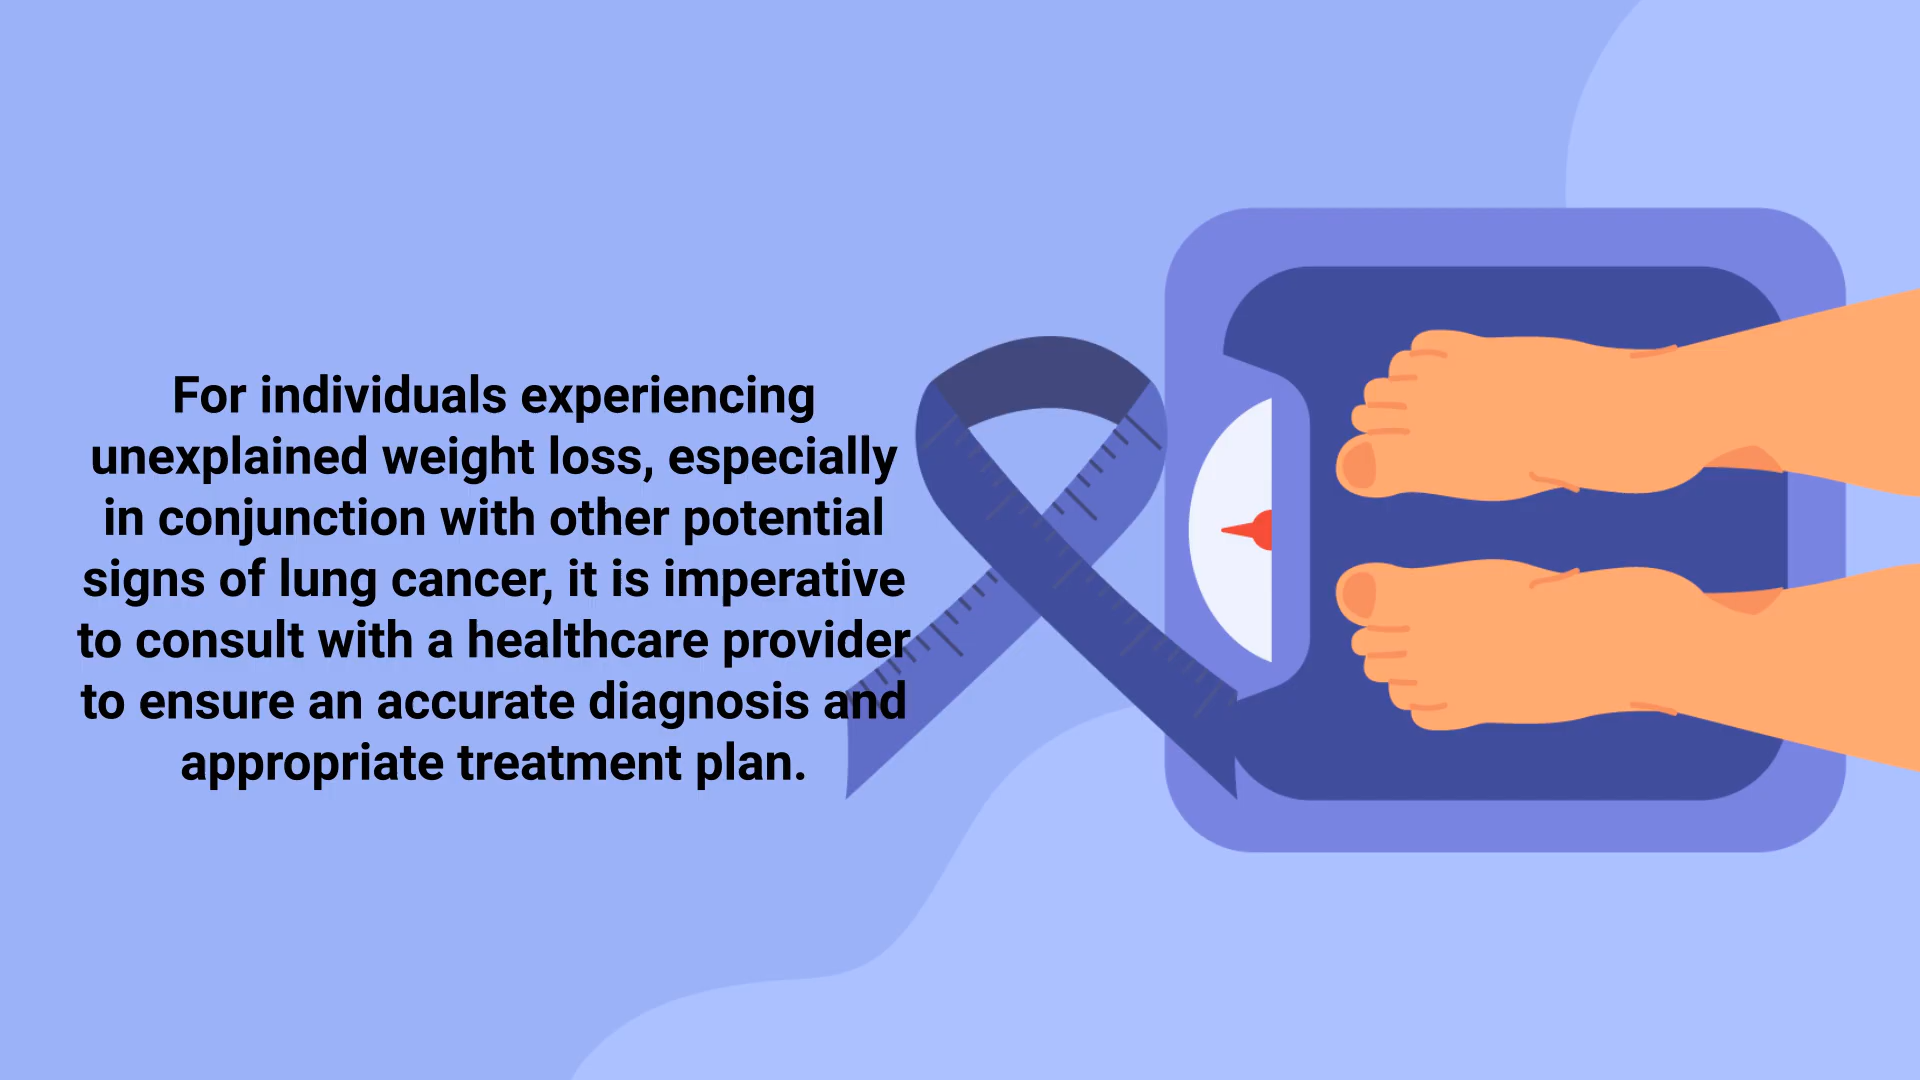 For individuals experiencing
unexplained weight loss, especially
in conjunction with other potential
signs of lung cancer, it is imperative
to consult with a healthcare provider
to ensure an accurate diagnosis and
appropriate treatment plan.